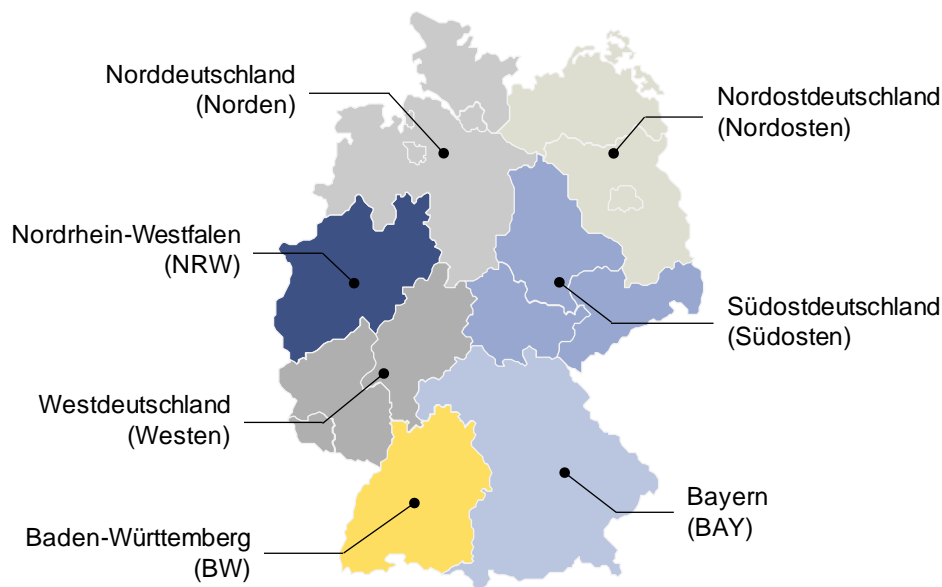 Norddeutschland
(Norden)
Nordostdeutschland
(Nordosten)
Nordrhein-Westfalen
(NRW)
Südostdeutschland
(Südosten)
Westdeutschland
(Westen)
Bayern
(BAY)
Baden-Württemberg
(BW)